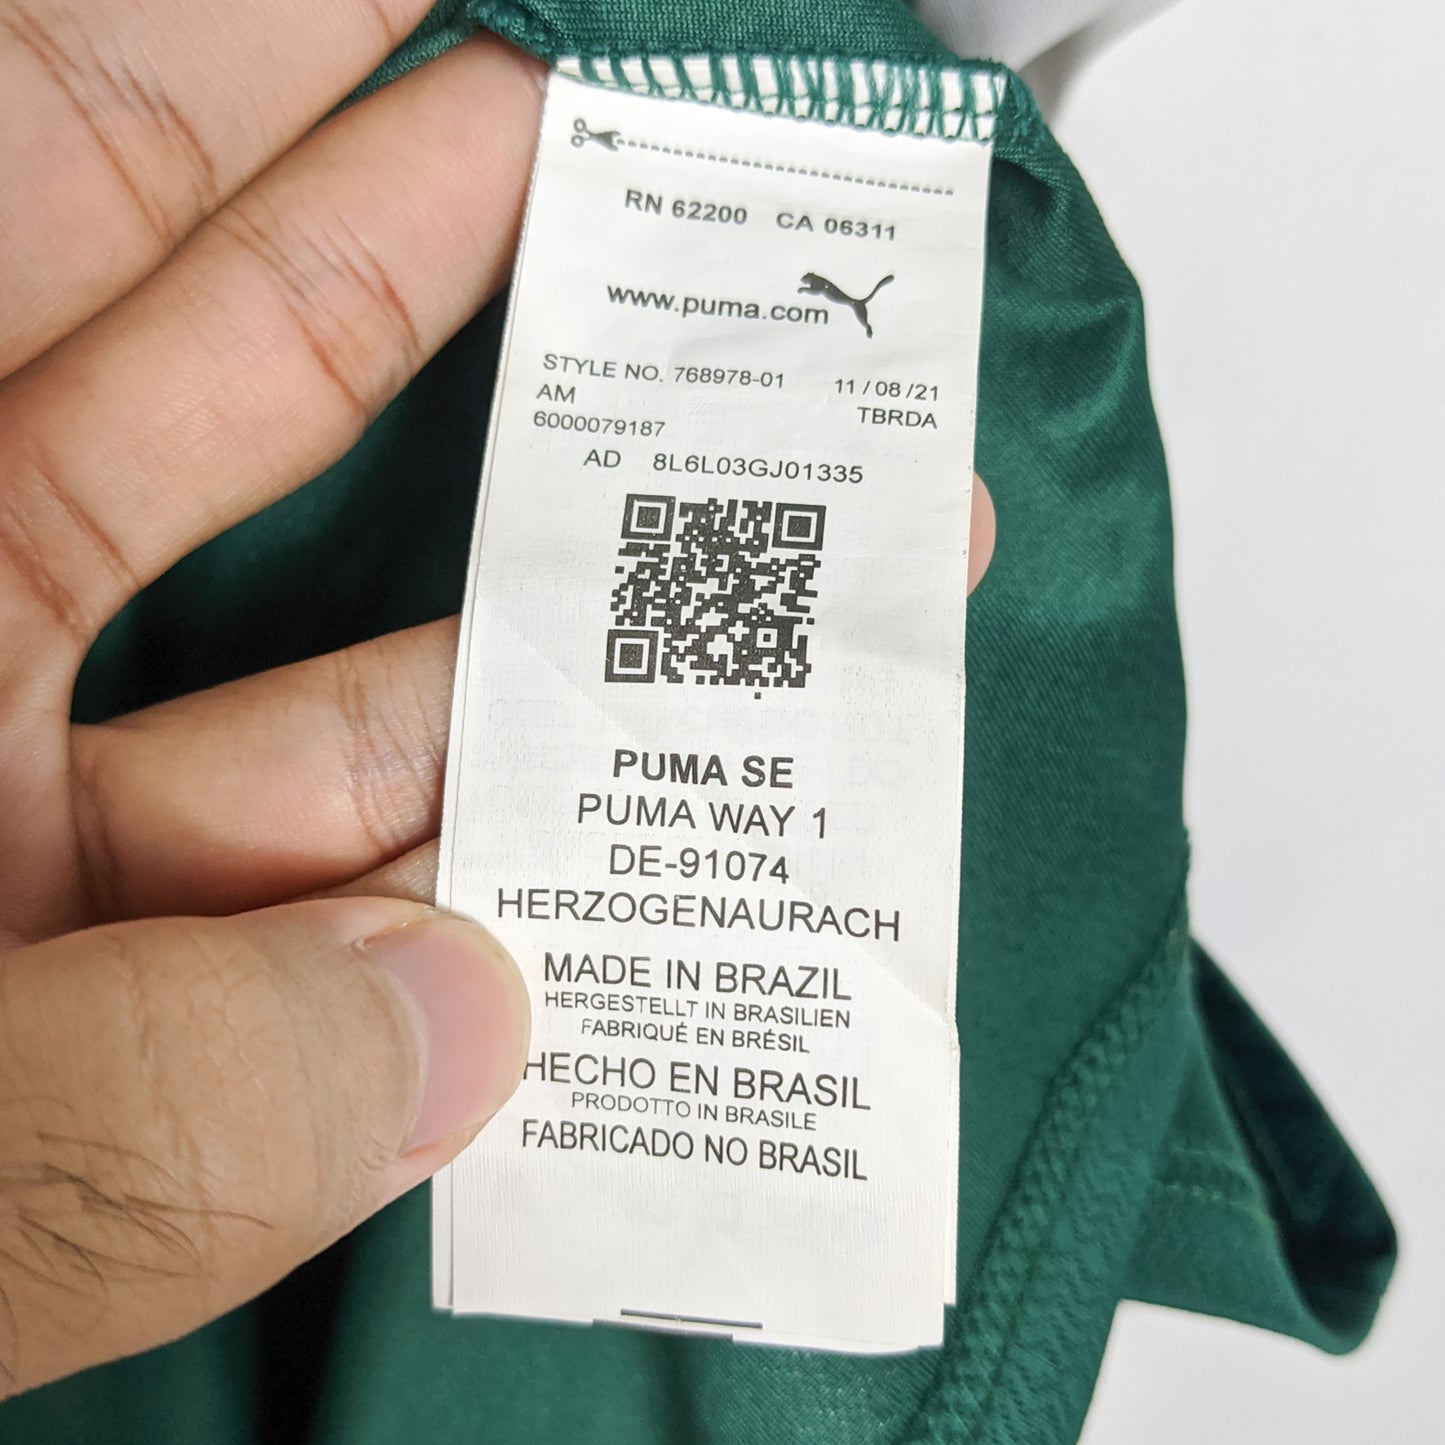 RN 62200 CA 06311
www.puma.com
STYLE NO. 768978-01 11 / 08 /21
AM TBRDA
6000079187
AD 8L6L03GJ01335
PUMA SE
PUMA WAY 1
DE-91074
HERZOGENAURACH
MADE IN BRAZIL
HERGESTELLT IN BRASILIEN
FABRIQUÉ EN BRÉSIL
HECHO EN BRASIL
PRODOTTO IN BRASILE
FABRICADO NO BRASIL